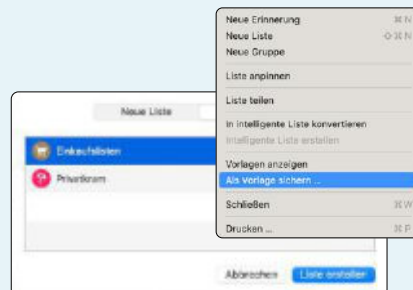 Neue Erinnerung ⌘ N
Neue Liste ⇧ ⌘ N
Neue Gruppe
Liste anpinnen
Liste teilen
In intelligente Liste konvertieren
Intelligente Liste erstellen
Vorlagen anzeigen
Als Vorlage sichern ...
Schließen ⌘ W
Drucken ... ⌘ P
Neue Liste
Einkaufslisten
Privatkram
Abbrechen Liste erstellen